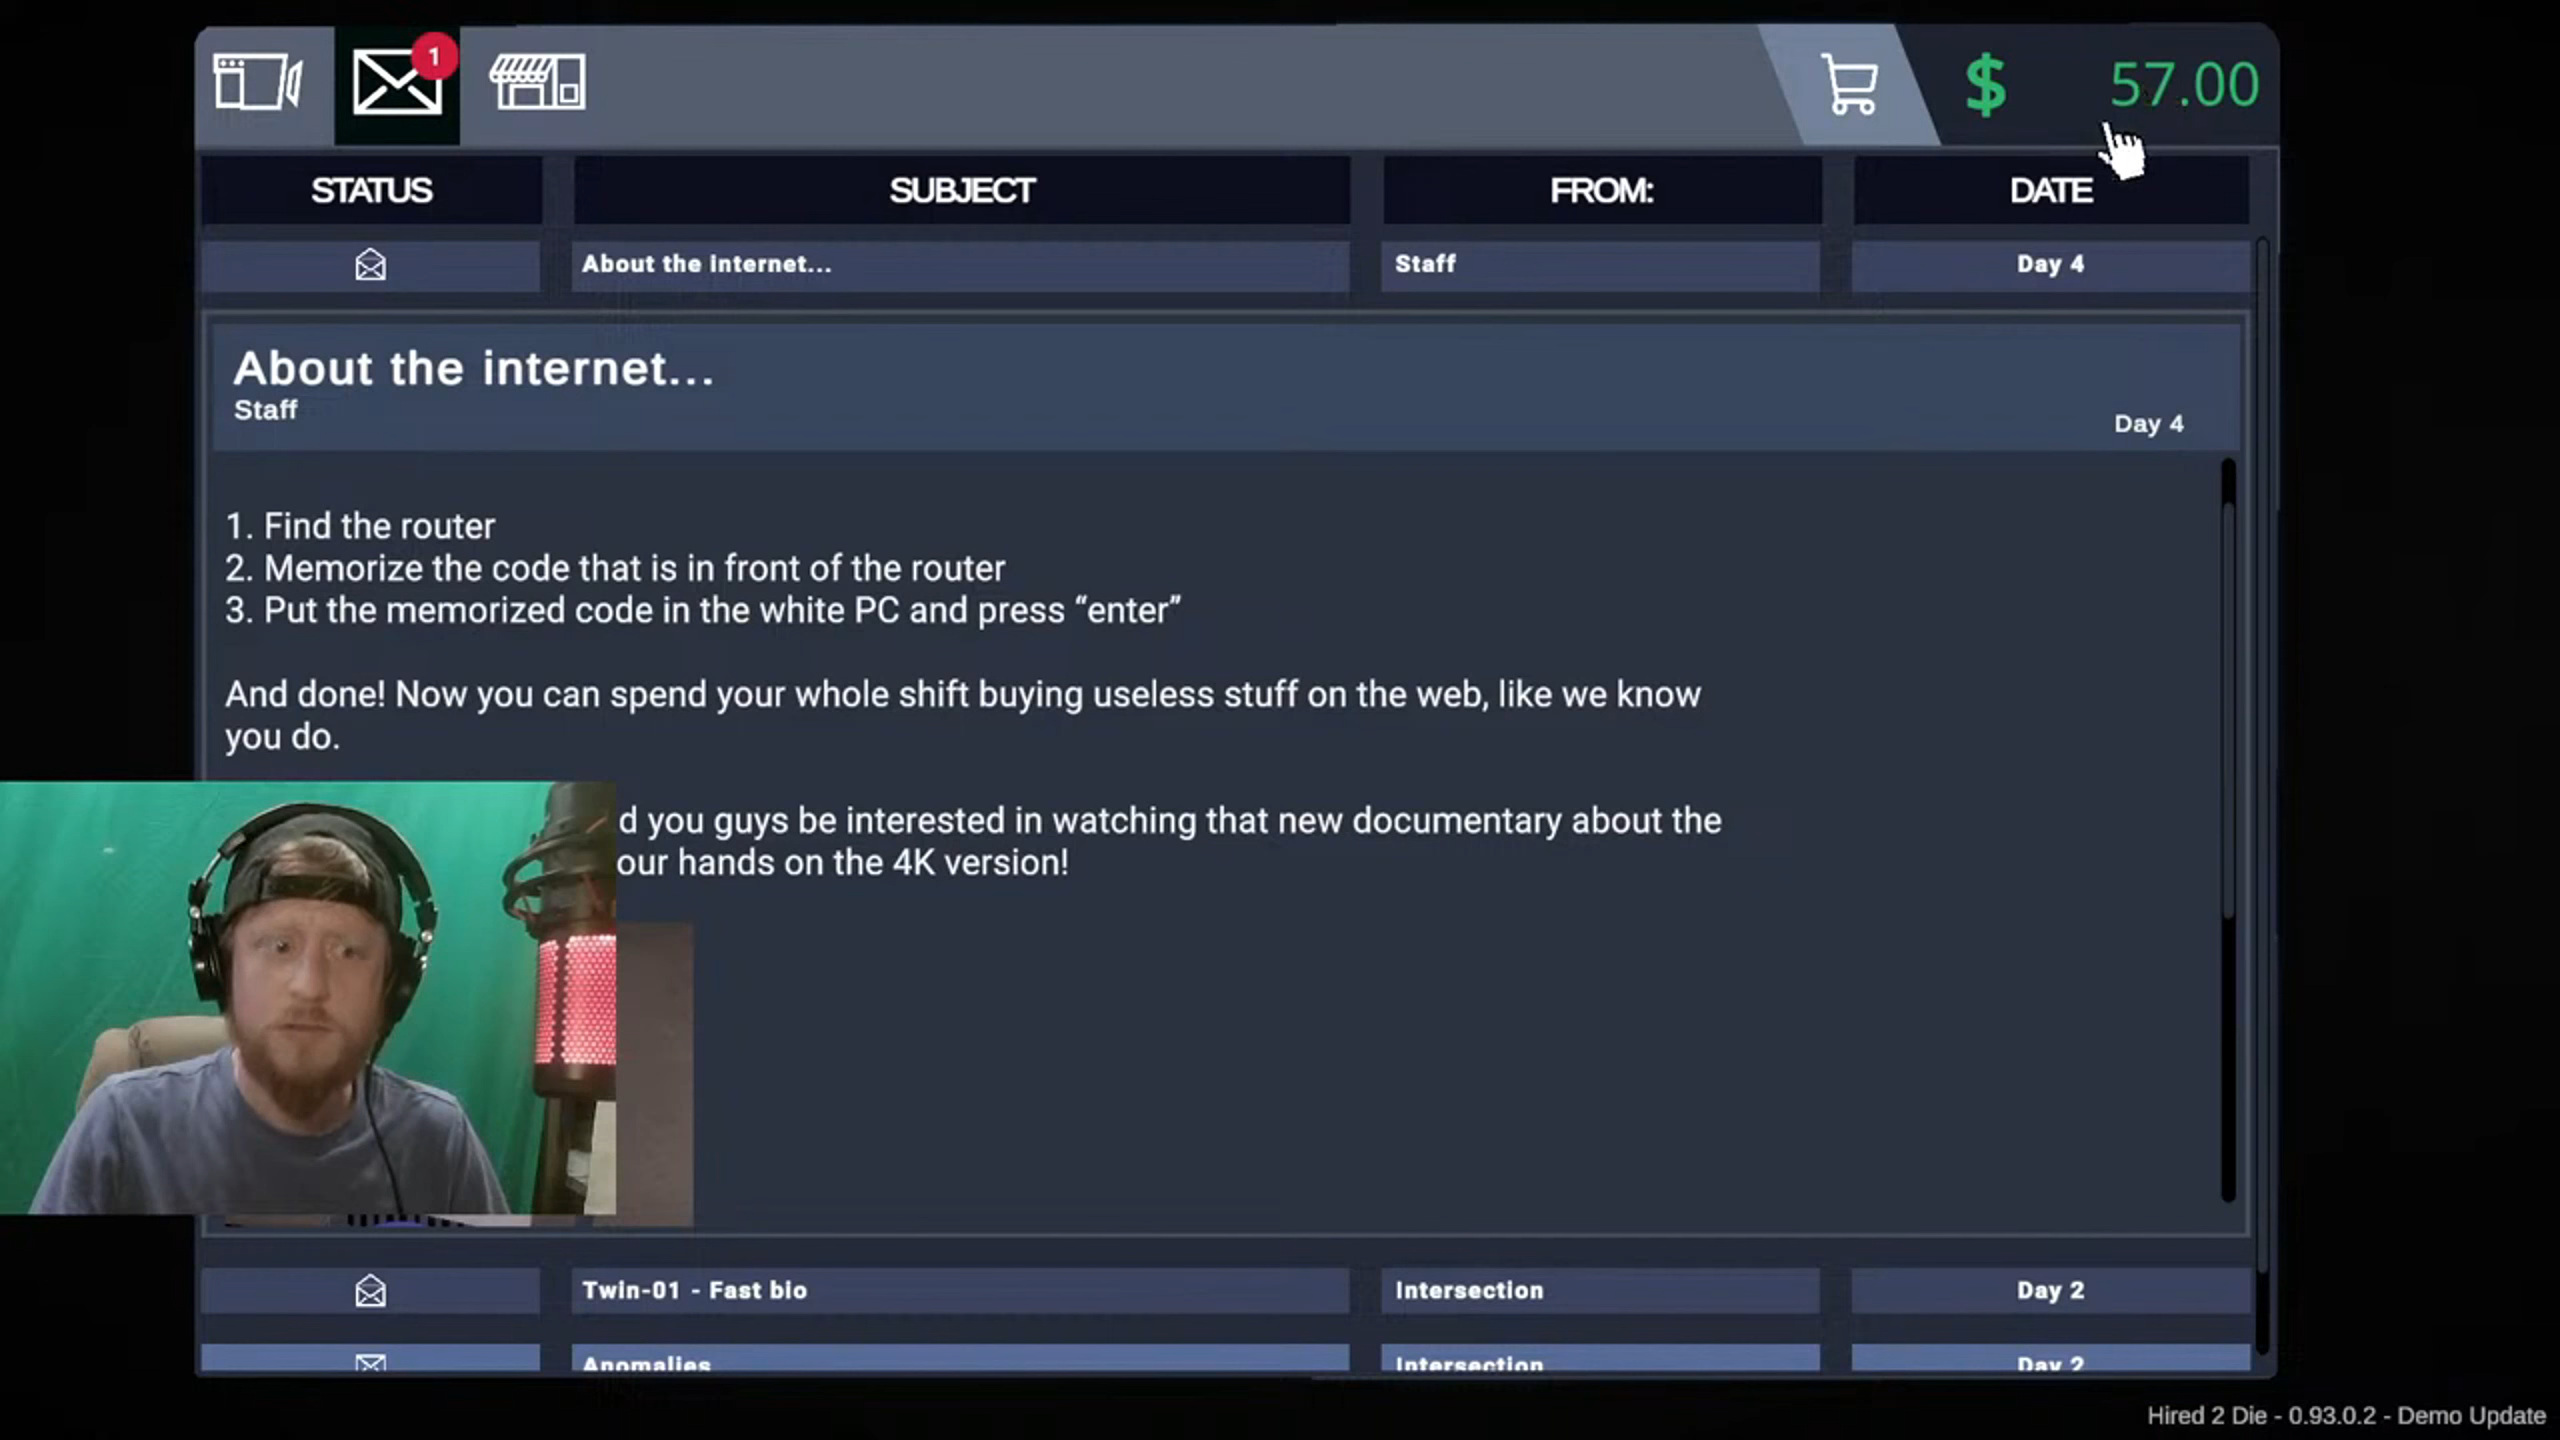 1
$ 57.00
STATUS SUBJECT FROM: DATE
About the internet... Staff Day 4
About the internet...
Staff
Day 4
1. Find the router
2. Memorize the code that is in front of the router
3. Put the memorized code in the white PC and press “enter”
And done! Now you can spend your whole shift buying useless stuff on the web, like we know
you do.
d you guys be interested in watching that new documentary about the
our hands on the 4K version!
Twin-01 - Fast bio Intersection Day 2
Anomalies Intersection Day 2
Hired 2 Die - 0.93.0.2 - Demo Update